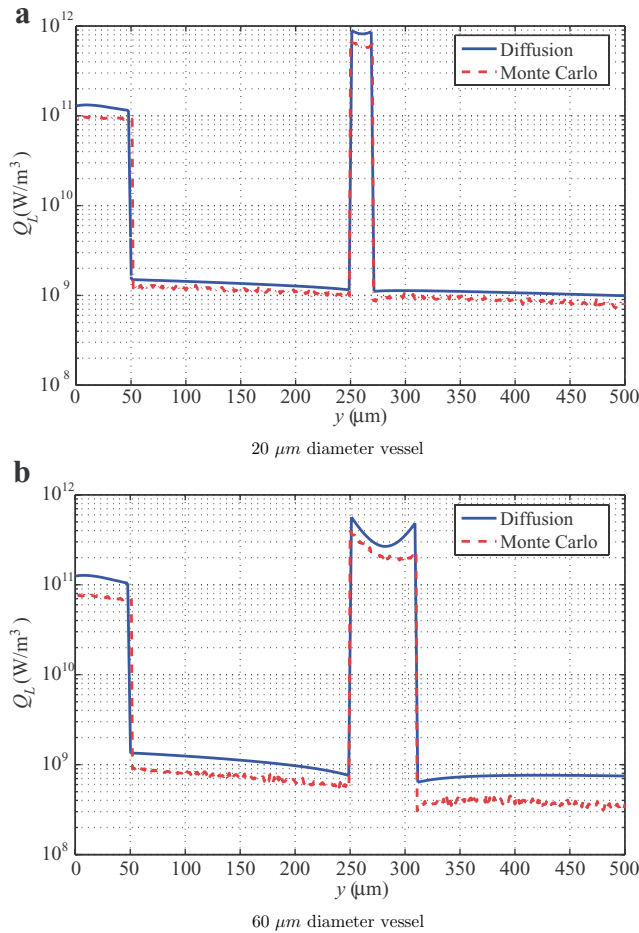 a
10^12
10^11
10^10
10^9
10^8
Q_L (W/m^3)
Diffusion
Monte Carlo
0 50 100 150 200 250 300 350 400 450 500
y (μm)
20 μm diameter vessel
b
10^12
10^11
10^10
10^9
10^8
Q_L (W/m^3)
Diffusion
Monte Carlo
0 50 100 150 200 250 300 350 400 450 500
y (μm)
60 μm diameter vessel